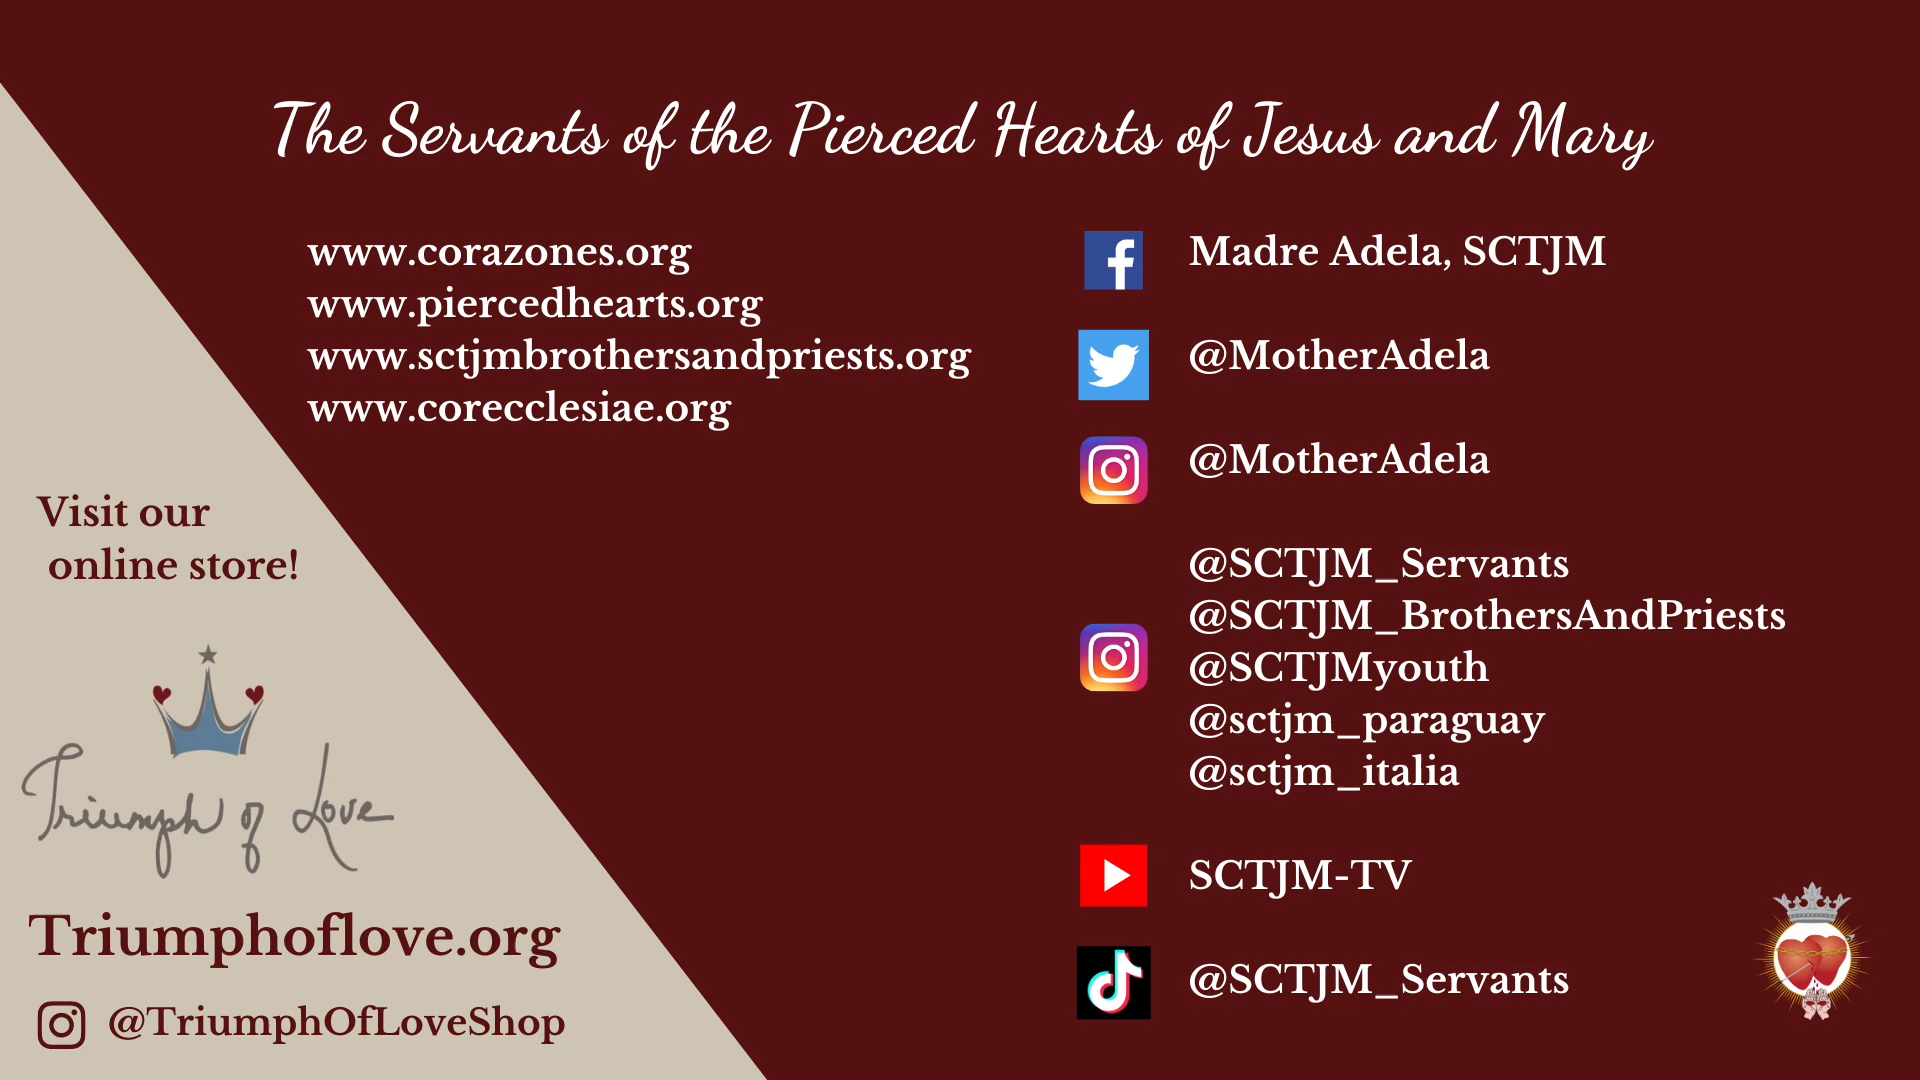 The Servants of the Pierced Hearts of Jesus and Mary
www.corazones.org
www.piercedhearts.org
www.sctjmbrothersandpriests.org
www.corecclesiae.org
Madre Adela, SCTJM
@MotherAdela
@MotherAdela
@SCTJM_Servants
@SCTJM_BrothersAndPriests
@SCTJMyouth
@sctjm_paraguay
@sctjm_italia
SCTJM-TV
@SCTJM_Servants
Visit our
online store!
Triumph of Love
Triumphoflove.org
@TriumphOfLoveShop